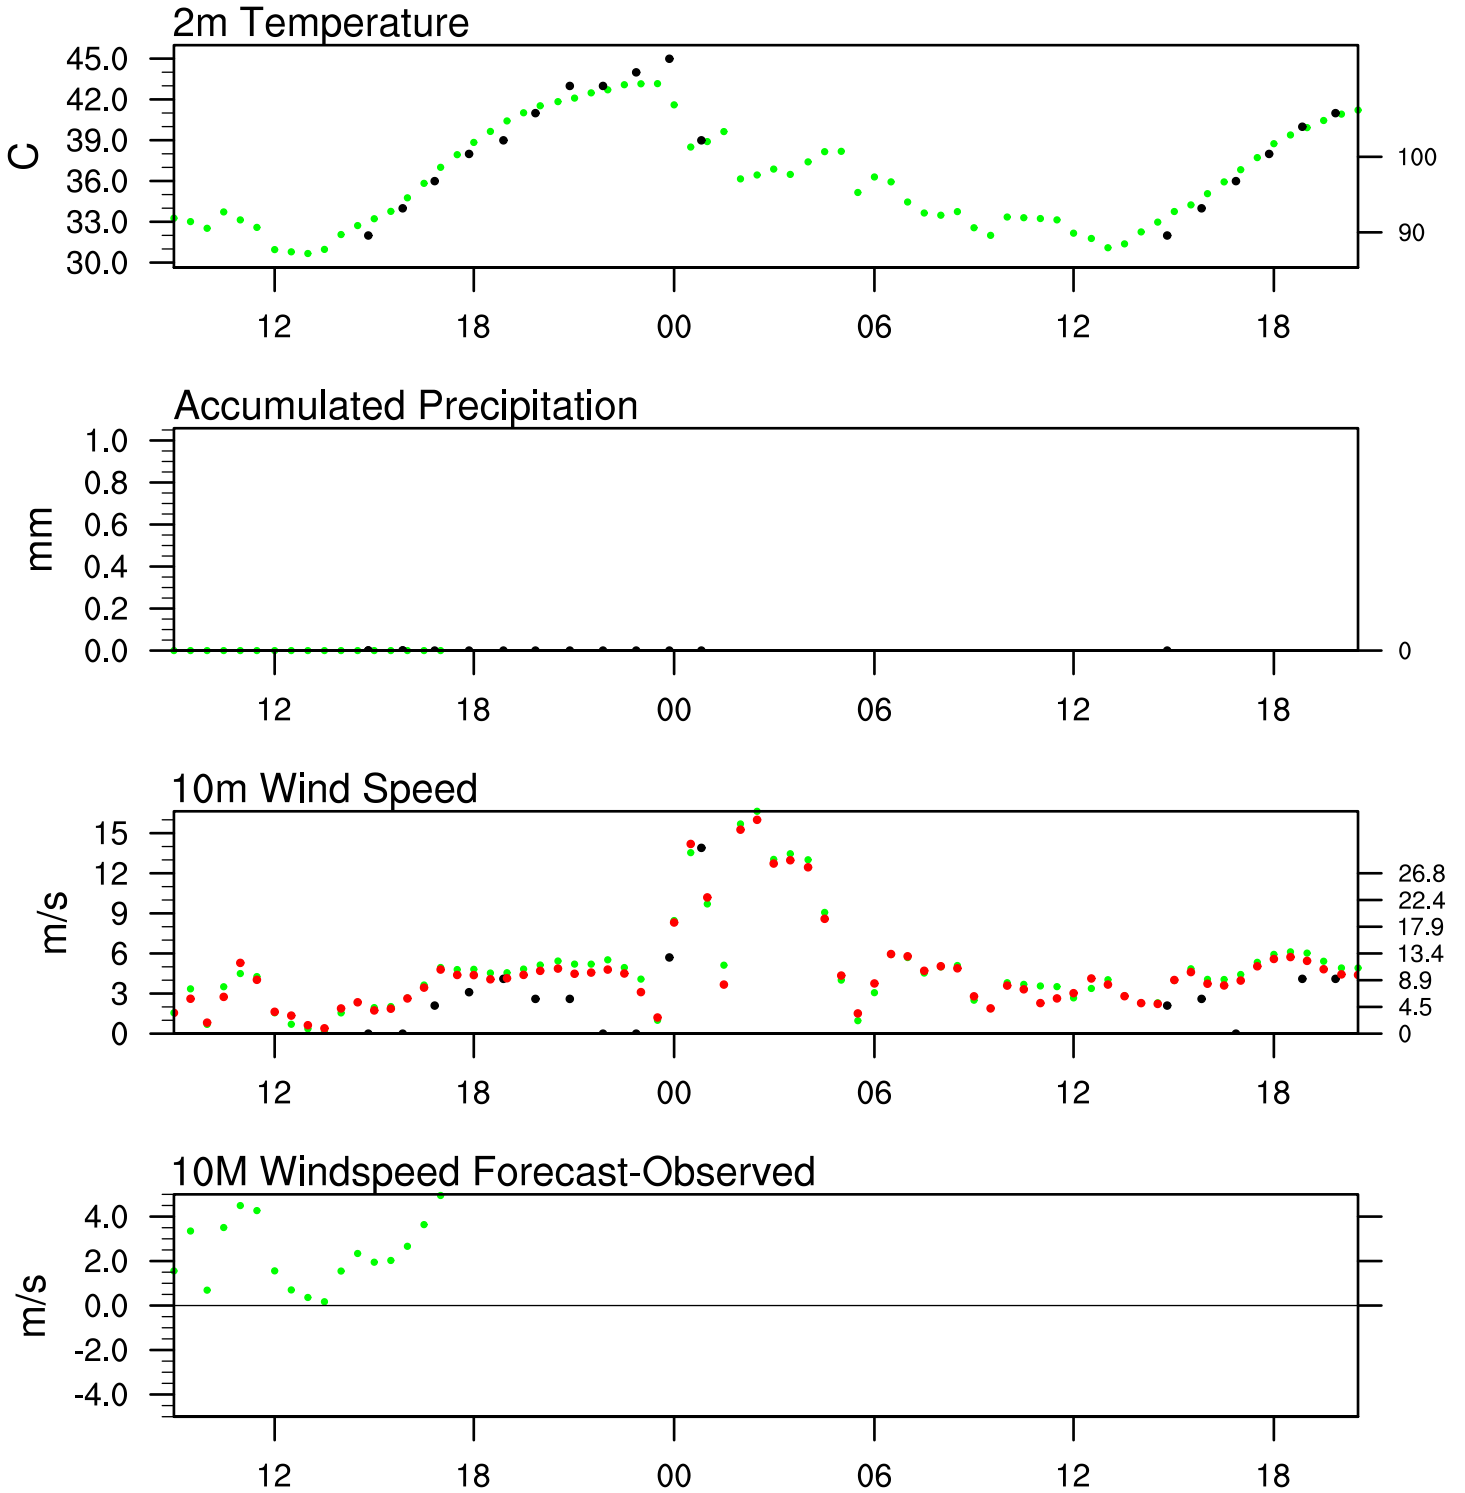 2m Temperature
45.0
42.0
39.0
36.0
33.0
30.0
C
100
90
12 18 00 06 12 18
Accumulated Precipitation
1.0
0.8
0.6
0.4
0.2
0.0
mm
0
12 18 00 06 12 18
10m Wind Speed
15
12
9
6
3
0
m/s
26.8
22.4
17.9
13.4
8.9
4.5
0
12 18 00 06 12 18
10M Windspeed Forecast-Observed
4.0
2.0
0.0
-2.0
-4.0
m/s
12 18 00 06 12 18